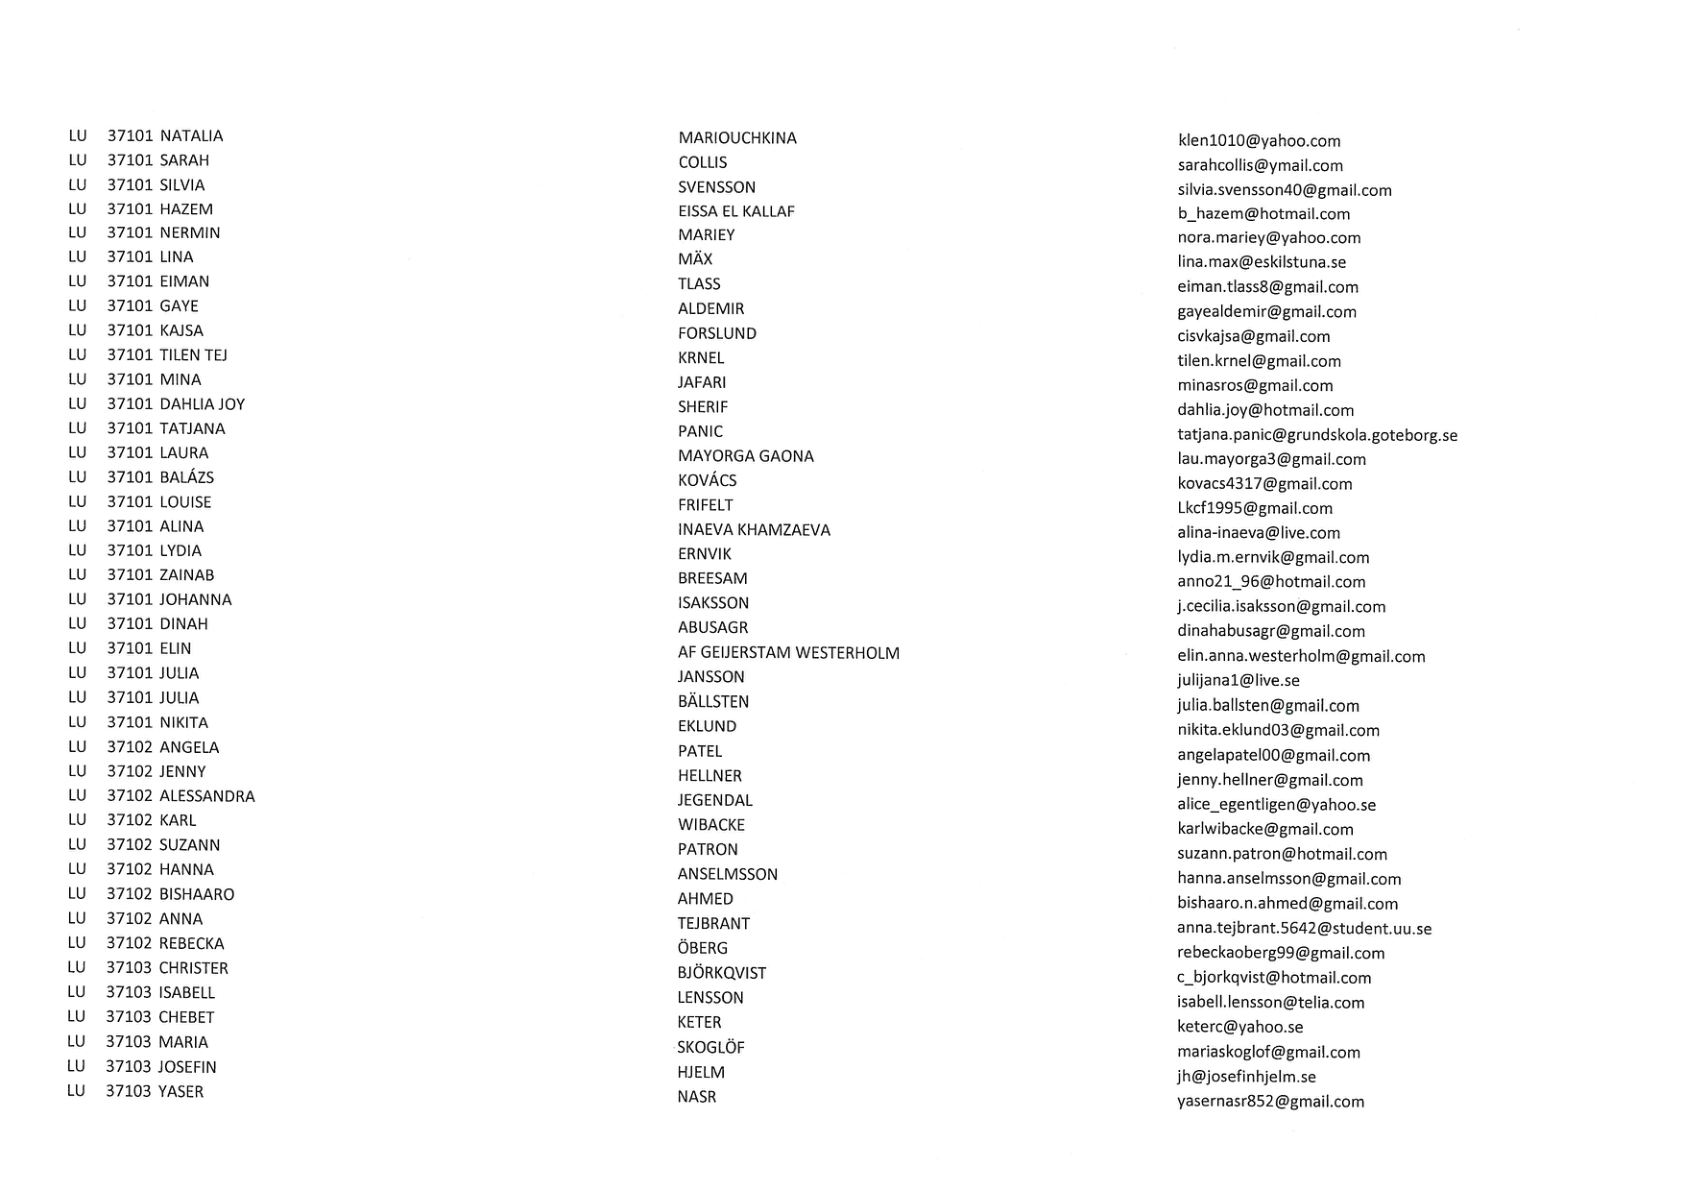 LU 37101 NATALIA MARIOUCHKINA klen1010@yahoo.com
LU 37101 SARAH COLLIS sarahcollis@ymail.com
LU 37101 SILVIA SVENSSON silvia.svensson40@gmail.com
LU 37101 HAZEM EISSA EL KALLAF b_hazem@hotmail.com
LU 37101 NERMIN MARIEY nora.mariey@yahoo.com
LU 37101 LINA MÄX lina.max@eskilstuna.se
LU 37101 EIMAN TLASS eiman.tlass8@gmail.com
LU 37101 GAYE ALDEMIR gayealdemir@gmail.com
LU 37101 KAJSA FORSLUND cisvkajsa@gmail.com
LU 37101 TILEN TEJ KRNEL tilen.krnel@gmail.com
LU 37101 MINA JAFARI minasros@gmail.com
LU 37101 DAHLIA JOY SHERIF dahlia.joy@hotmail.com
LU 37101 TATJANA PANIC tatjana.panic@grundskola.goteborg.se
LU 37101 LAURA MAYORGA GAONA lau.mayorga3@gmail.com
LU 37101 BALÁZS KOVÁCS kovacs4317@gmail.com
LU 37101 LOUISE FRIFELT Lkcf1995@gmail.com
LU 37101 ALINA INAEVA KHAMZAEVA alina-inaeva@live.com
LU 37101 LYDIA ERNVIK lydia.m.ernvik@gmail.com
LU 37101 ZAINAB BREESAM anno21_96@hotmail.com
LU 37101 JOHANNA ISAKSSON j.cecilia.isaksson@gmail.com
LU 37101 DINAH ABUSAGR dinahabusagr@gmail.com
LU 37101 ELIN AF GEIJERSTAM WESTERHOLM elin.anna.westerholm@gmail.com
LU 37101 JULIA JANSSON julijana1@live.se
LU 37101 JULIA BÄLLSTEN julia.ballsten@gmail.com
LU 37101 NIKITA EKLUND nikita.eklund03@gmail.com
LU 37102 ANGELA PATEL angelapatel00@gmail.com
LU 37102 JENNY HELLNER jenny.hellner@gmail.com
LU 37102 ALESSANDRA JEGENDAL alice_egentligen@yahoo.se
LU 37102 KARL WIBACKE karlwibacke@gmail.com
LU 37102 SUZANN PATRON suzann.patron@hotmail.com
LU 37102 HANNA ANSELMSSON hanna.anselmsson@gmail.com
LU 37102 BISHAARO AHMED bishaaro.n.ahmed@gmail.com
LU 37102 ANNA TEJBRANT anna.tejbrant.5642@student.uu.se
LU 37102 REBECKA ÖBERG rebeckaoberg99@gmail.com
LU 37103 CHRISTER BJÖRKQVIST c_bjorkqvist@hotmail.com
LU 37103 ISABELL LENSSON isabell.lensson@telia.com
LU 37103 CHEBET KETER keterc@yahoo.se
LU 37103 MARIA SKOGLÖF mariaskoglof@gmail.com
LU 37103 JOSEFIN HJELM jh@josefinhjelm.se
LU 37103 YASER NASR yasernasr852@gmail.com